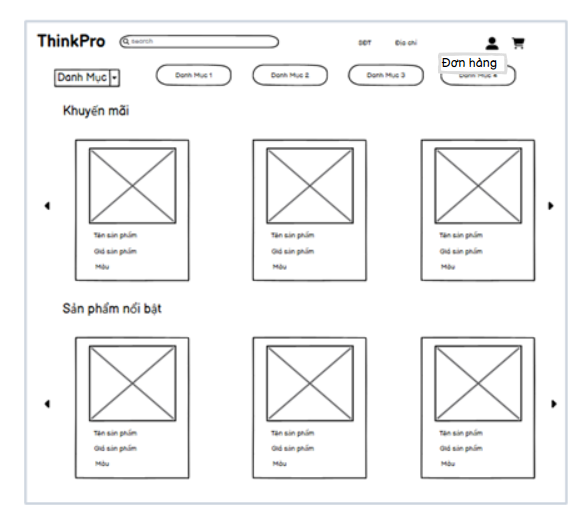 ThinkPro search SĐT Địa chỉ
Đơn hàng
Danh Mục Danh Mục 1 Danh Mục 2 Danh Mục 3 Danh Mục 4
Khuyến mãi
Tên sản phẩm Tên sản phẩm Tên sản phẩm
Giá sản phẩm Giá sản phẩm Giá sản phẩm
Màu Màu Màu
Sản phẩm nổi bật
Tên sản phẩm Tên sản phẩm Tên sản phẩm
Giá sản phẩm Giá sản phẩm Giá sản phẩm
Màu Màu Màu